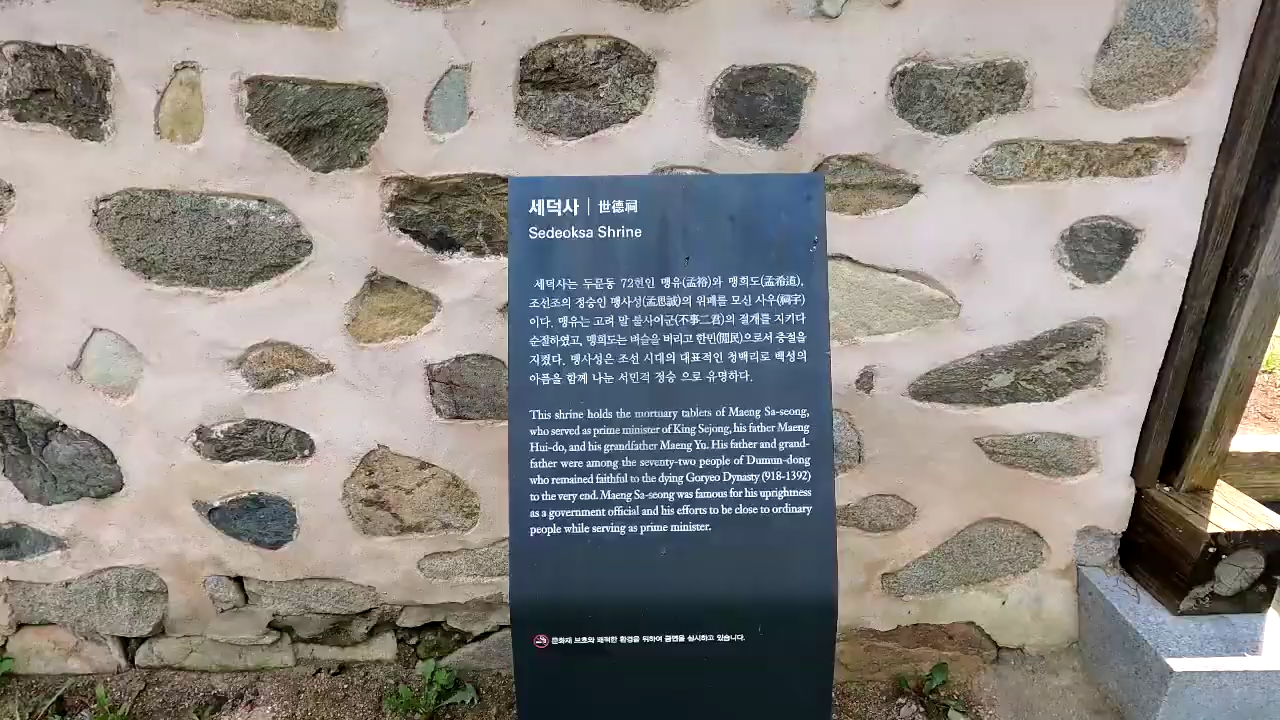 세덕사 | 世德祠
Sedeoksa Shrine
세덕사는 두문동 72현인 맹유(孟裕)와 맹희도(孟希道),
조선조의 정승인 맹사성(孟思誠)의 위패를 모신 사우(祠宇)
이다. 맹유는 고려 말 불사이군(不事二君)의 절개를 지키다
순절하였고, 맹희도는 벼슬을 버리고 한민(閒民)으로서 충절을
지켰다. 맹사성은 조선 시대의 대표적인 청백리로 백성의
아픔을 함께 나눈 서민적 정승 으로 유명하다.
This shrine holds the mortuary tablets of Maeng Sa-seong,
who served as prime minister of King Sejong, his father Maeng
Hui-do, and his grandfather Maeng Yu. His father and grand-
father were among the seventy-two people of Dumun-dong
who remained faithful to the dying Goryeo Dynasty (918-1392)
to the very end. Maeng Sa-seong was famous for his uprightness
as a government official and his efforts to be close to ordinary
people while serving as prime minister.
문화재 보호와 쾌적한 환경을 위하여 금연을 실시하고 있습니다.